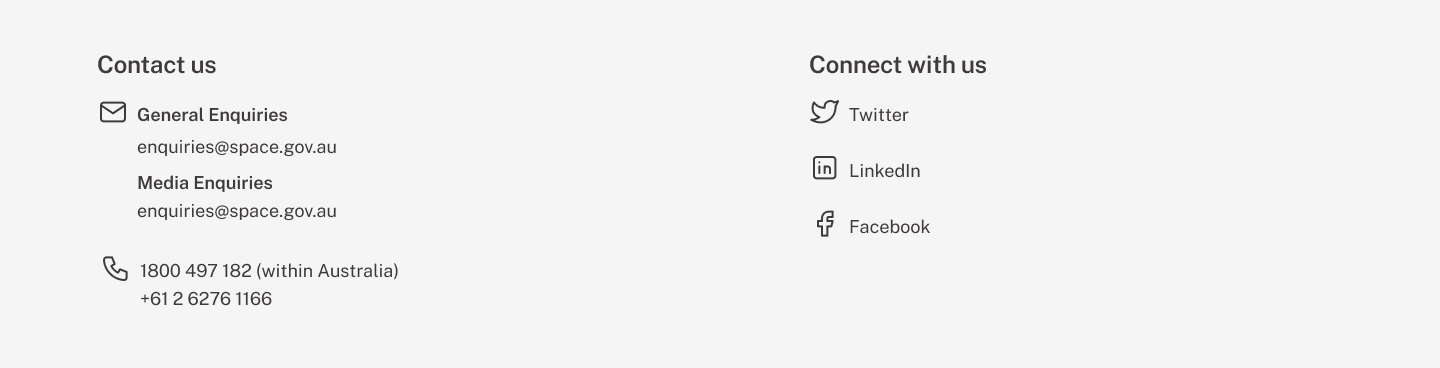 Contact us
General Enquiries
enquiries@space.gov.au
Media Enquiries
enquiries@space.gov.au
1800 497 182 (within Australia)
+61 2 6276 1166
Connect with us
Twitter
LinkedIn
Facebook